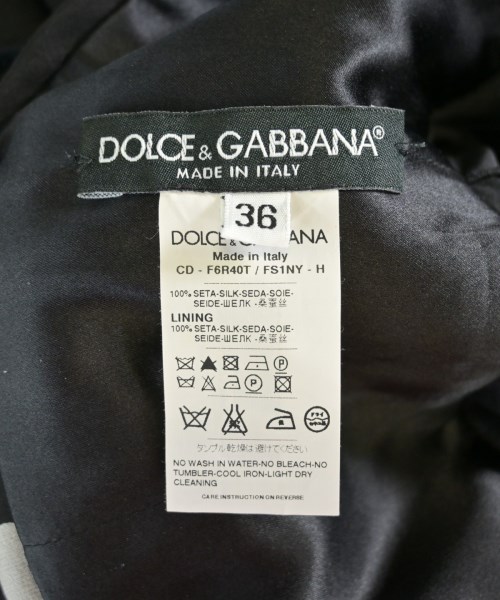 DOLCE & GABBANA®
MADE IN ITALY
36
DOLCE & GABBANA
Made in Italy
CD - F6R40T / FS1NY - H
100% SETA-SILK-SEDA-SOIE-
SEIDE-ШЕЛК -桑蚕丝
LINING
100% SETA-SILK-SEDA-SOIE-
SEIDE-ШЕЛК -桑蚕丝
P
P
ドライ
タンブル乾燥は避けてください
NO WASH IN WATER-NO BLEACH-NO
TUMBLER-COOL IRON-LIGHT DRY
CLEANING
CARE INSTRUCTION ON REVERSE